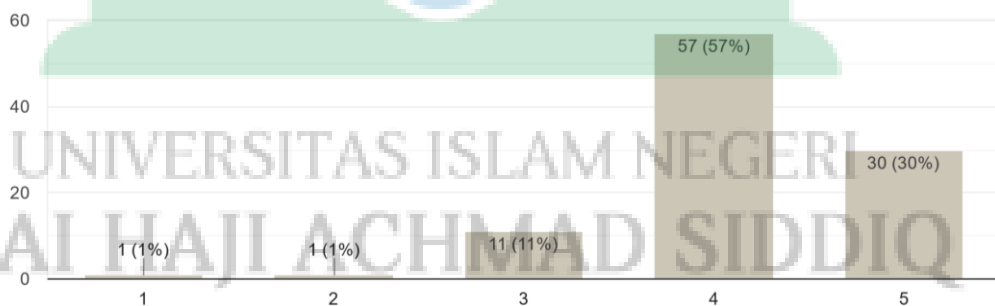 60
57 (57%)
40
UNIVERSITAS ISLAM NEGERI
30 (30%)
20
AI HAJI ACHMAD SIDDIQ
1 (1%) 1 (1%) 11 (11%)
0
1 2 3 4 5